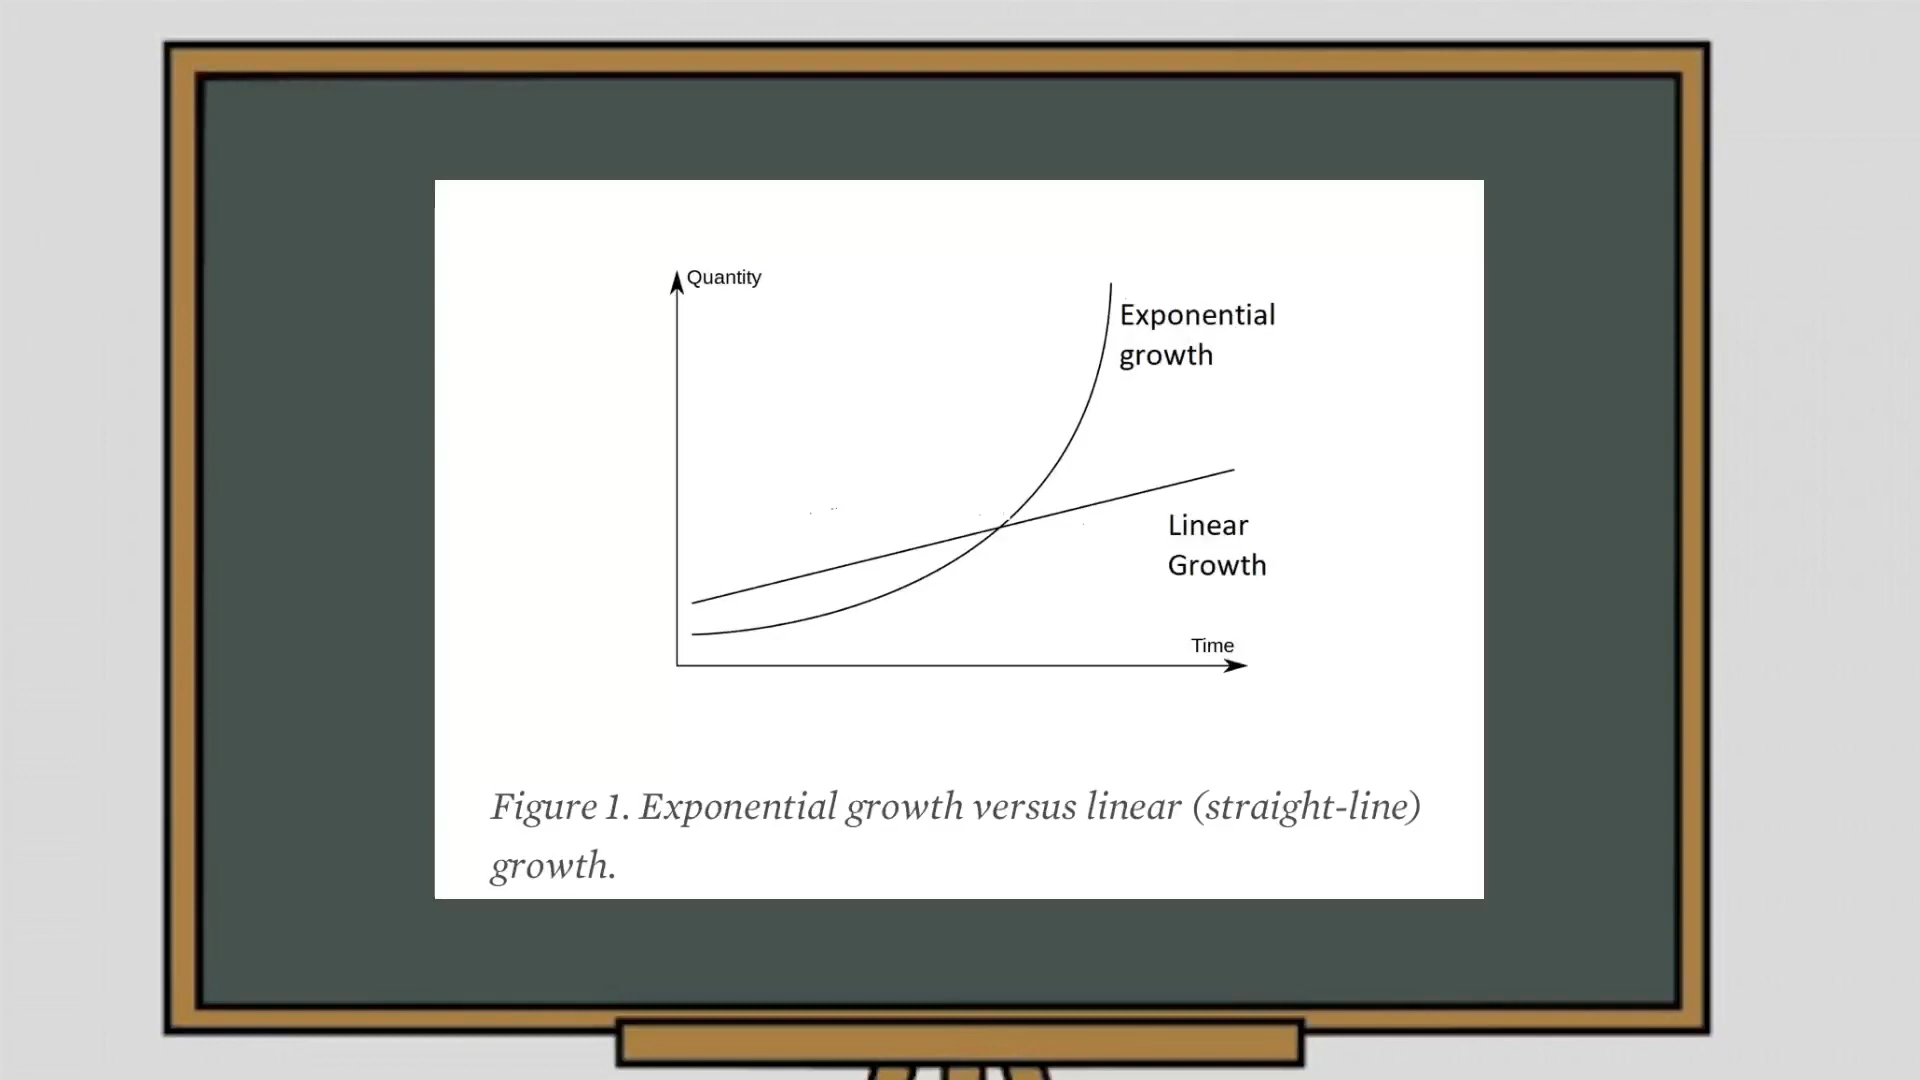 Quantity
Exponential
growth
Linear
Growth
Time
Figure 1. Exponential growth versus linear (straight-line)
growth.